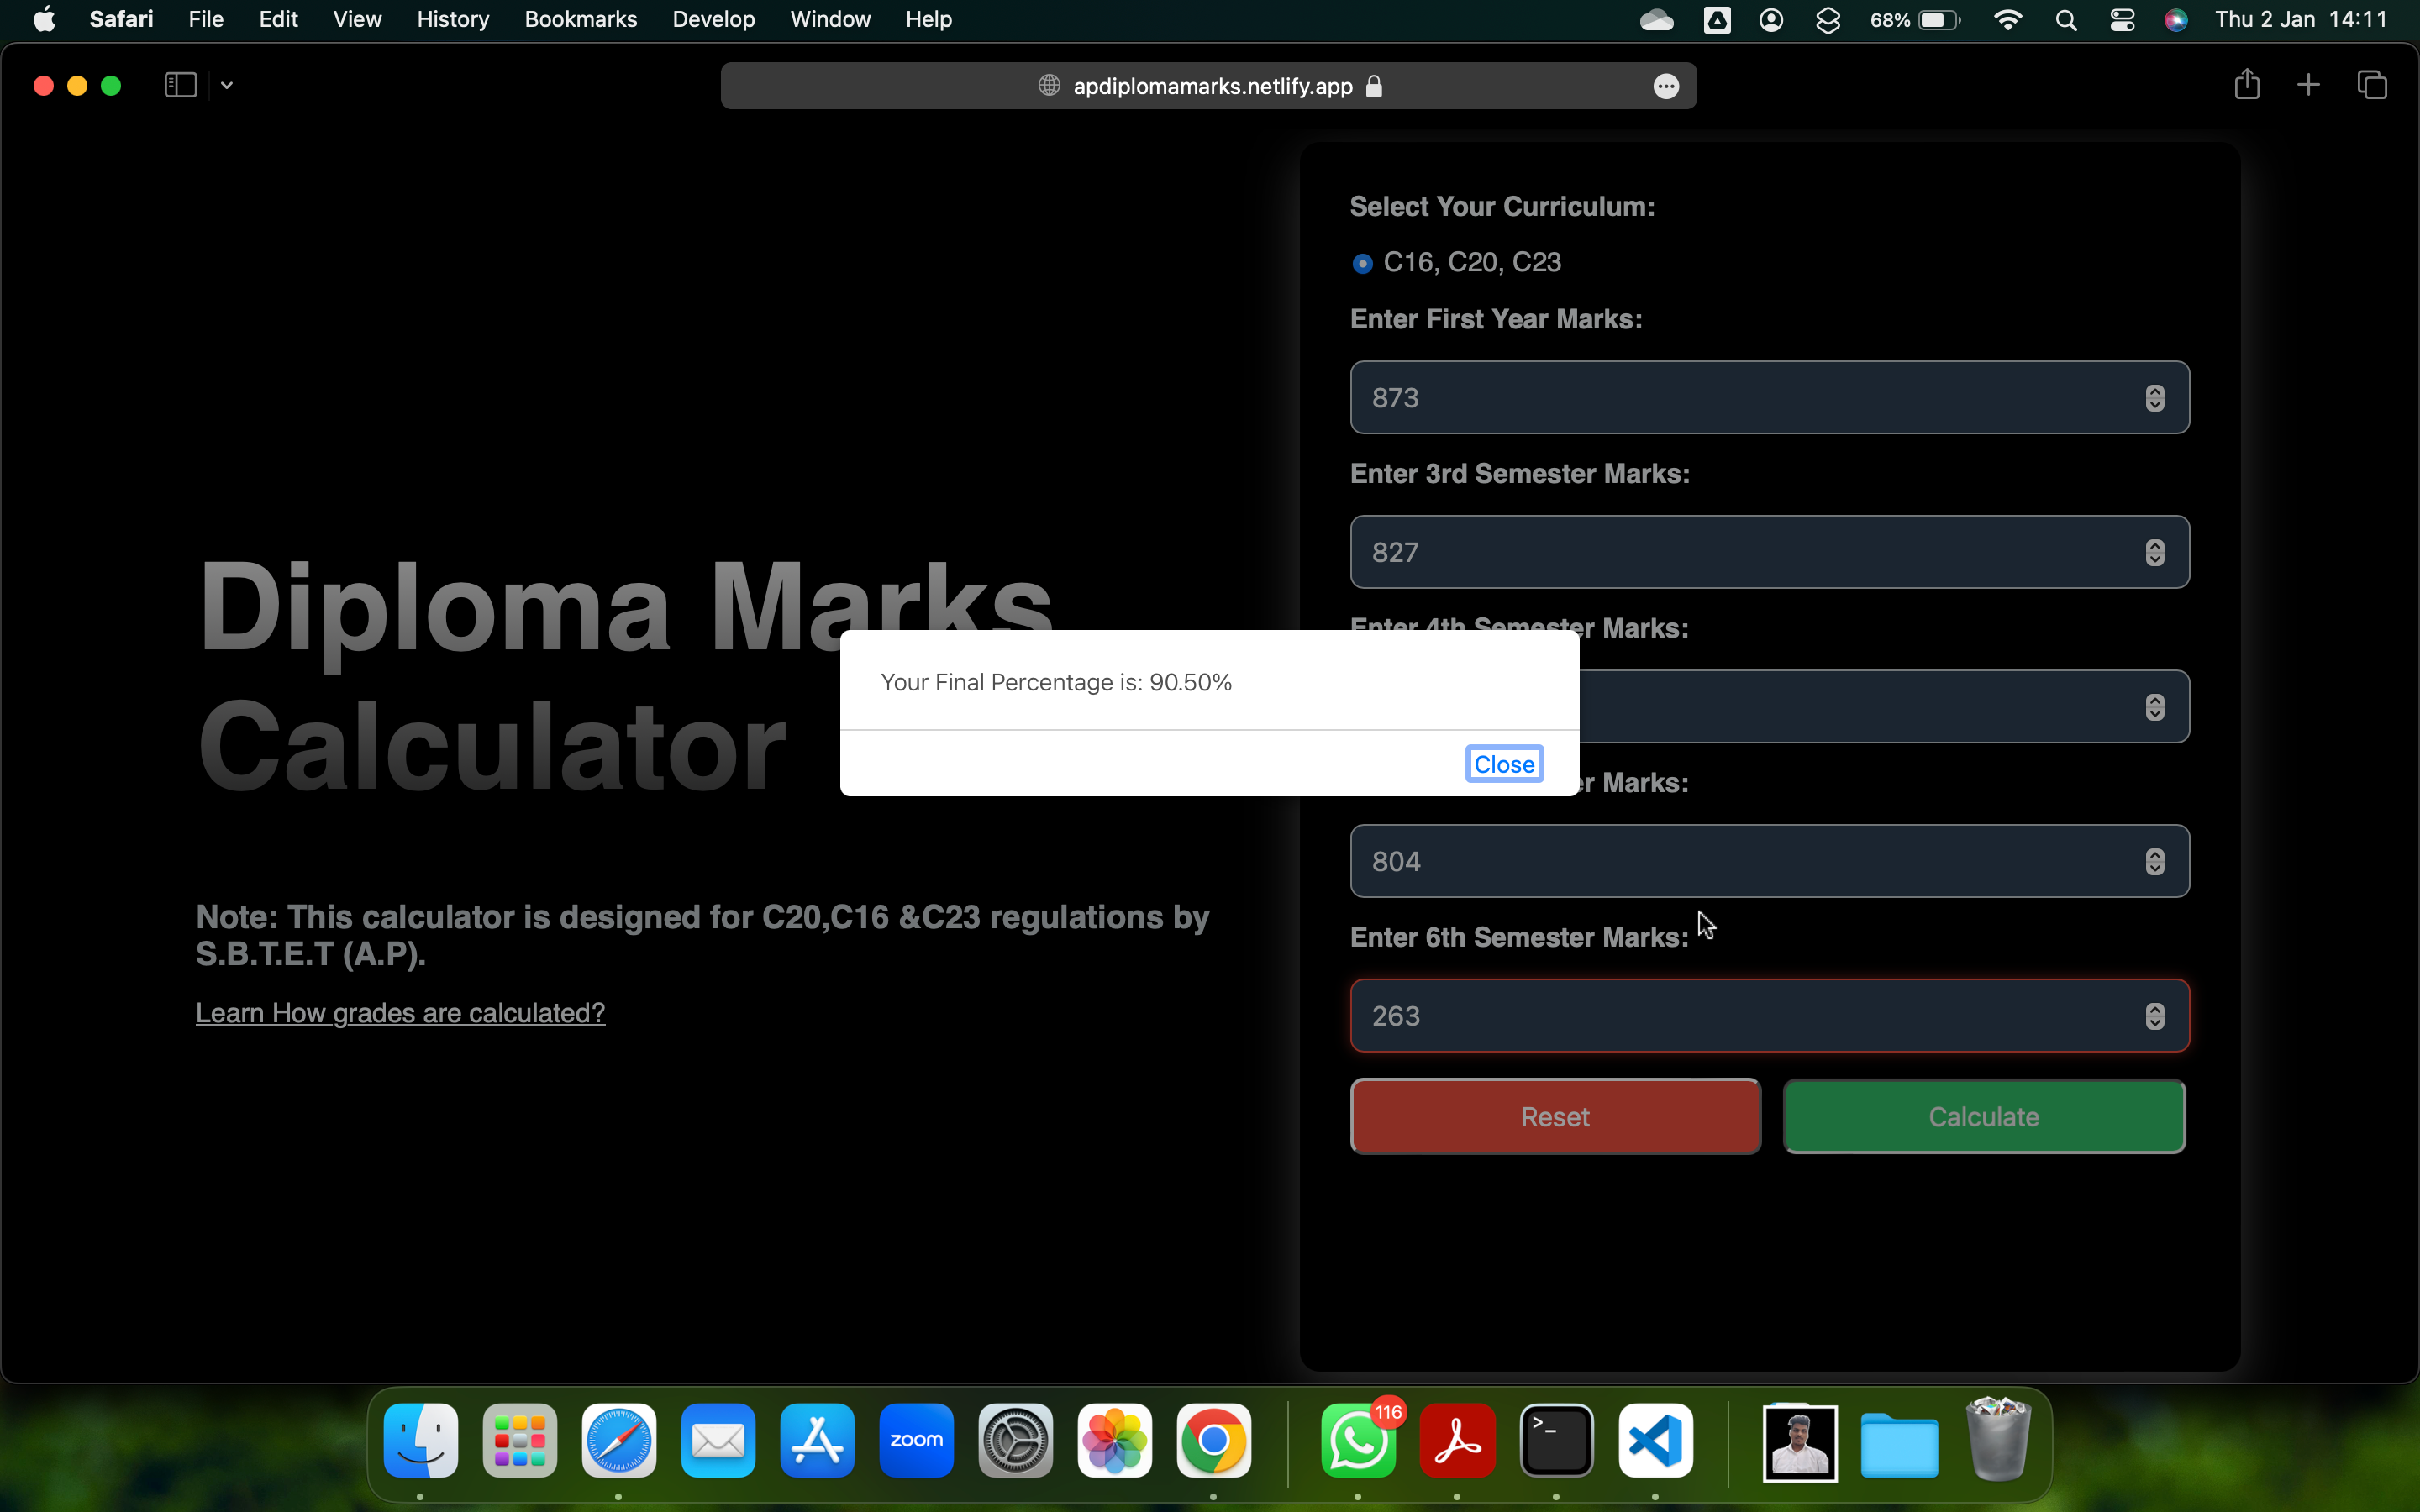 Safari File Edit View History Bookmarks Develop Window Help 68% Thu 2 Jan 14:11
apdiplomamarks.netlify.app
Diploma Marks
Calculator
Note: This calculator is designed for C20,C16 &C23 regulations by
S.B.T.E.T (A.P).
Learn How grades are calculated?
Select Your Curriculum:
C16, C20, C23
Enter First Year Marks:
873
Enter 3rd Semester Marks:
827
Enter 4th Semester Marks:
Your Final Percentage is: 90.50%
Close
Marks:
804
Enter 6th Semester Marks:
263
Reset
Calculate
zoom
116
>_